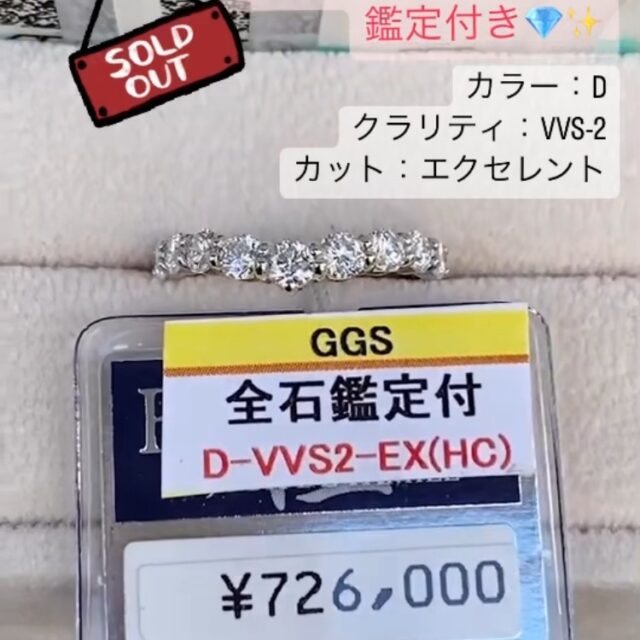 SOLD
OUT
鑑定付き💎✨
カラー：D
クラリティ：VVS-2
カット：エクセレント
GGS
全石鑑定付
D-VVS2-EX(HC)
¥726,000